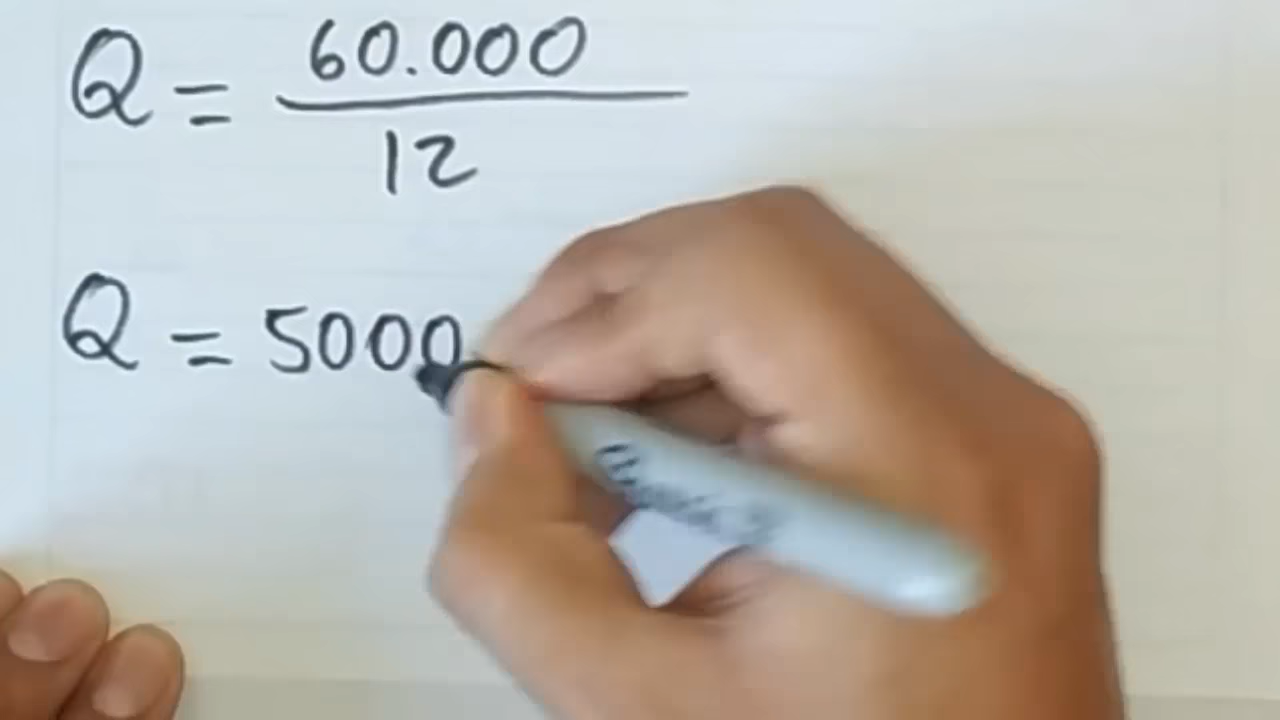 Q = 60.000
12
Q = 5000